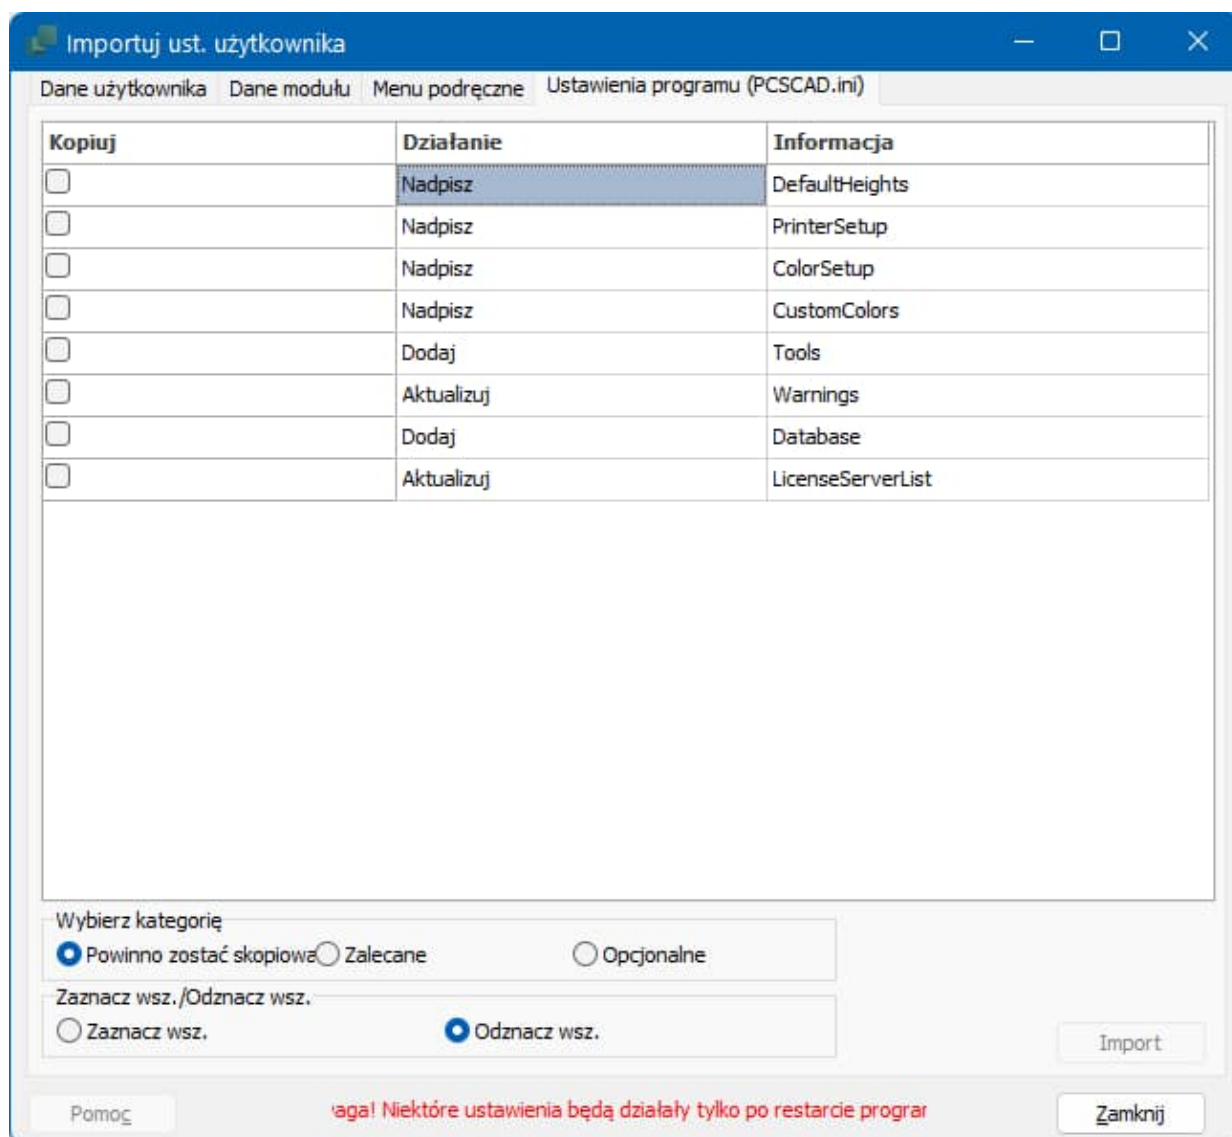 Importuj ust. użytkownika
Dane użytkownika Dane modułu Menu podręczne Ustawienia programu (PCSCAD.ini)
Kopiuj Działanie Informacja
Nadpisz DefaultHeights
Nadpisz PrinterSetup
Nadpisz ColorSetup
Nadpisz CustomColors
Dodaj Tools
Aktualizuj Warnings
Dodaj Database
Aktualizuj LicenseServerList
Wybierz kategorię
Powinno zostać skopiowa Zalecane Opcjonalne
Zaznacz wsz./Odznacz wsz.
Zaznacz wsz. Odznacz wsz.
Import
Pomoc aga! Niektóre ustawienia będą działały tylko po restarcie progra Zamknij